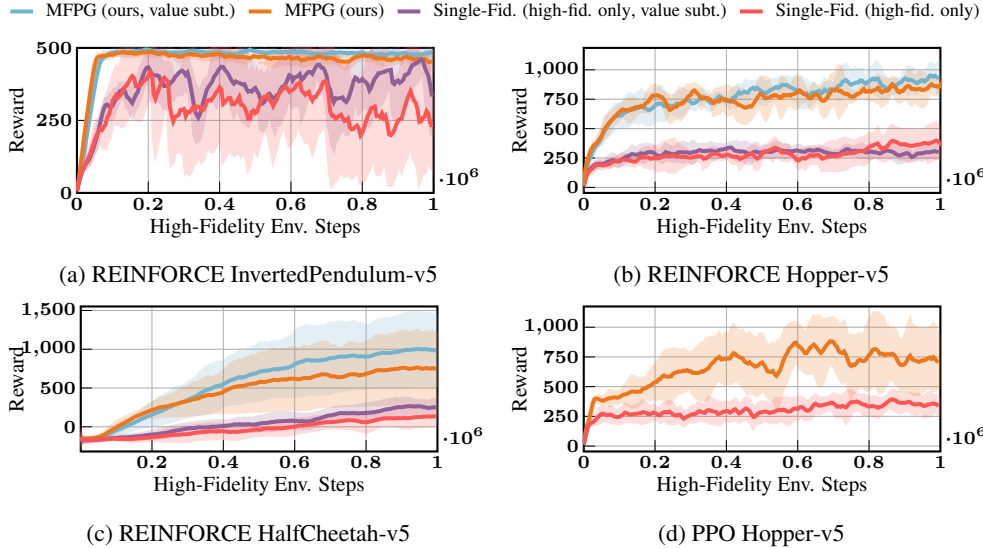 MFPG (ours, value subt.) MFPG (ours) Single-Fid. (high-fid. only, value subt.) Single-Fid. (high-fid. only)
Reward
500
250
0
0 0.2 0.4 0.6 0.8 1
·10⁶
High-Fidelity Env. Steps
(a) REINFORCE InvertedPendulum-v5
Reward
1,000
750
500
250
0
0 0.2 0.4 0.6 0.8 1
·10⁶
High-Fidelity Env. Steps
(b) REINFORCE Hopper-v5
Reward
1,500
1,000
500
0
0.2 0.4 0.6 0.8 1
·10⁶
High-Fidelity Env. Steps
(c) REINFORCE HalfCheetah-v5
Reward
1,000
750
500
250
0
0 0.2 0.4 0.6 0.8 1
·10⁶
High-Fidelity Env. Steps
(d) PPO Hopper-v5